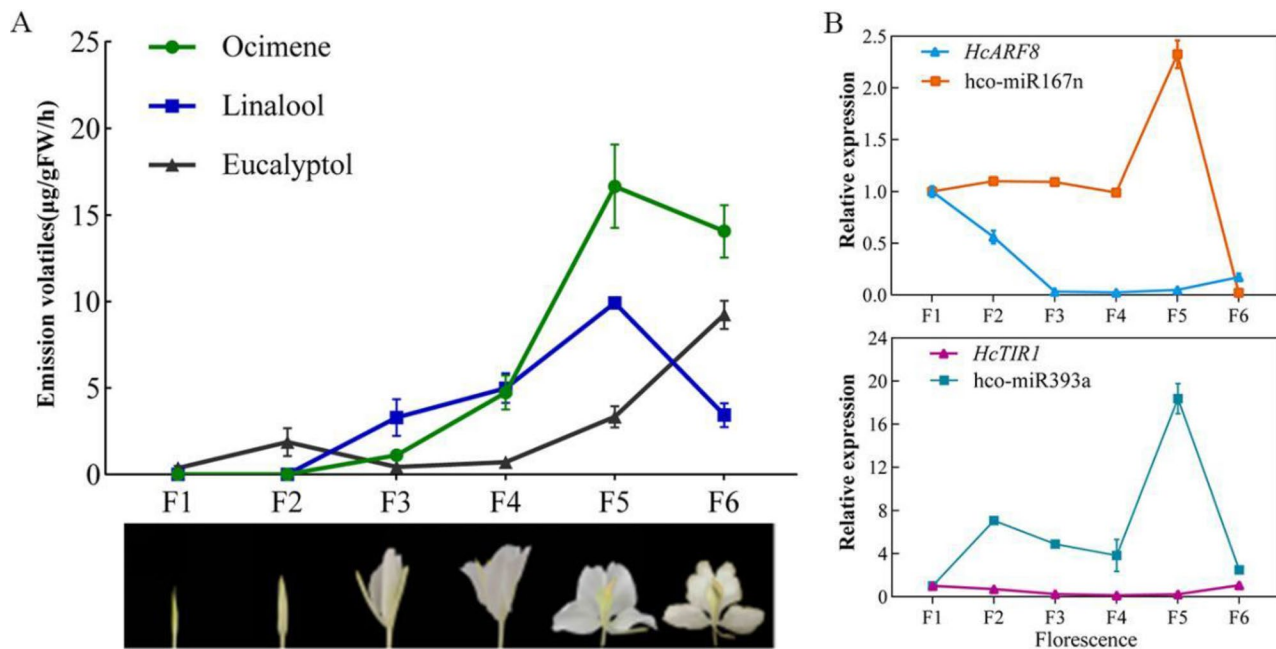 A
Emission volatiles(μg/gFW/h)
25
20
15
10
5
0
Ocimene
Linalool
Eucalyptol
F1 F2 F3 F4 F5 F6
B
Relative expression
2.5
2.0
1.5
1.0
0.5
0.0
HcARF8
hco-miR167n
F1 F2 F3 F4 F5 F6
Relative expression
24
20
16
12
8
4
0
HcTIR1
hco-miR393a
F1 F2 F3 F4 F5 F6
Florescence